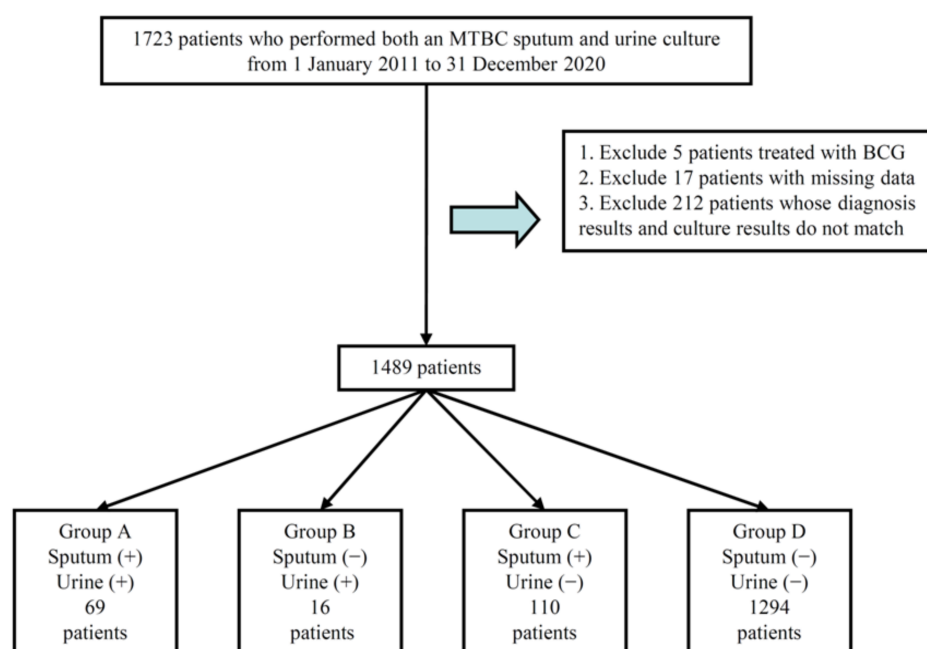 1723 patients who performed both an MTBC sputum and urine culture
from 1 January 2011 to 31 December 2020
1. Exclude 5 patients treated with BCG
2. Exclude 17 patients with missing data
3. Exclude 212 patients whose diagnosis
results and culture results do not match
1489 patients
Group A
Sputum (+)
Urine (+)
69
patients
Group B
Sputum (−)
Urine (+)
16
patients
Group C
Sputum (+)
Urine (−)
110
patients
Group D
Sputum (−)
Urine (−)
1294
patients